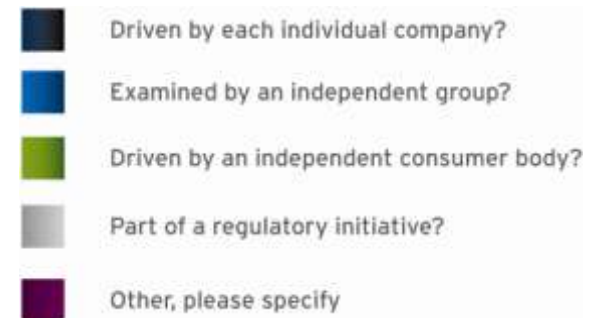 Driven by each individual company?
Examined by an independent group?
Driven by an independent consumer body?
Part of a regulatory initiative?
Other, please specify